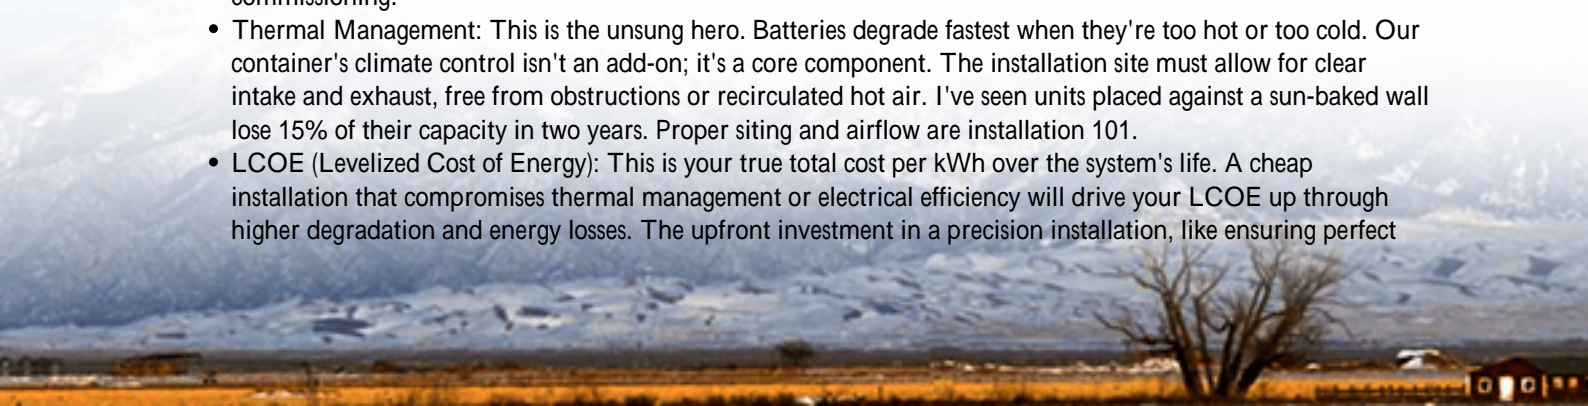 commissioning.
• Thermal Management: This is the unsung hero. Batteries degrade fastest when they're too hot or too cold. Our
container's climate control isn't an add-on; it's a core component. The installation site must allow for clear
intake and exhaust, free from obstructions or recirculated hot air. I've seen units placed against a sun-baked wall
lose 15% of their capacity in two years. Proper siting and airflow are installation 101.
• LCOE (Levelized Cost of Energy): This is your true total cost per kWh over the system's life. A cheap
installation that compromises thermal management or electrical efficiency will drive your LCOE up through
higher degradation and energy losses. The upfront investment in a precision installation, like ensuring perfect